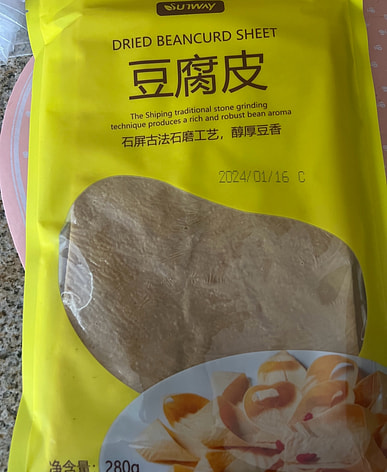 SUNWAY
DRIED BEANCURD SHEET
豆腐皮
The Shiping traditional stone grinding
technique produces a rich and robust bean aroma
石屏古法石磨工艺，醇厚豆香
2024/01/16 C
净含量：280g